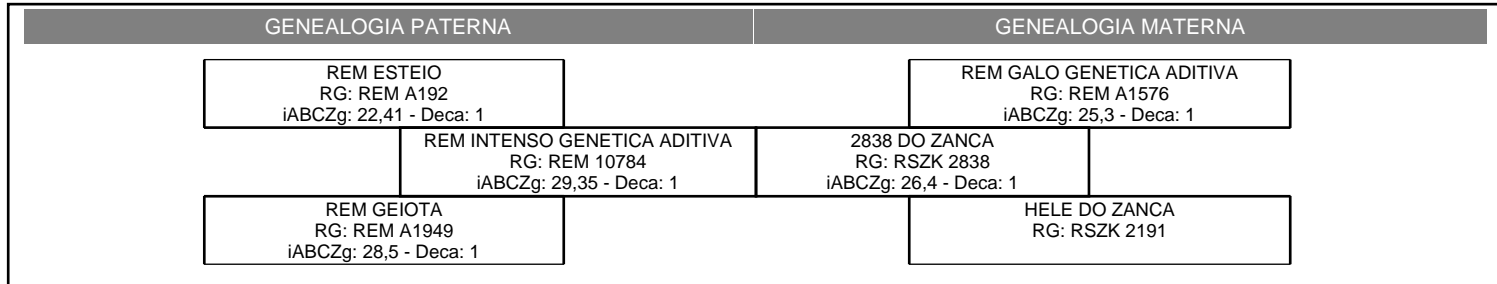 GENEALOGIA PATERNA
GENEALOGIA MATERNA
REM ESTEIO
RG: REM A192
iABCZg: 22,41 - Deca: 1
REM GALO GENETICA ADITIVA
RG: REM A1576
iABCZg: 25,3 - Deca: 1
REM INTENSO GENETICA ADITIVA
RG: REM 10784
iABCZg: 29,35 - Deca: 1
2838 DO ZANCA
RG: RSZK 2838
iABCZg: 26,4 - Deca: 1
REM GEIOTA
RG: REM A1949
iABCZg: 28,5 - Deca: 1
HELE DO ZANCA
RG: RSZK 2191